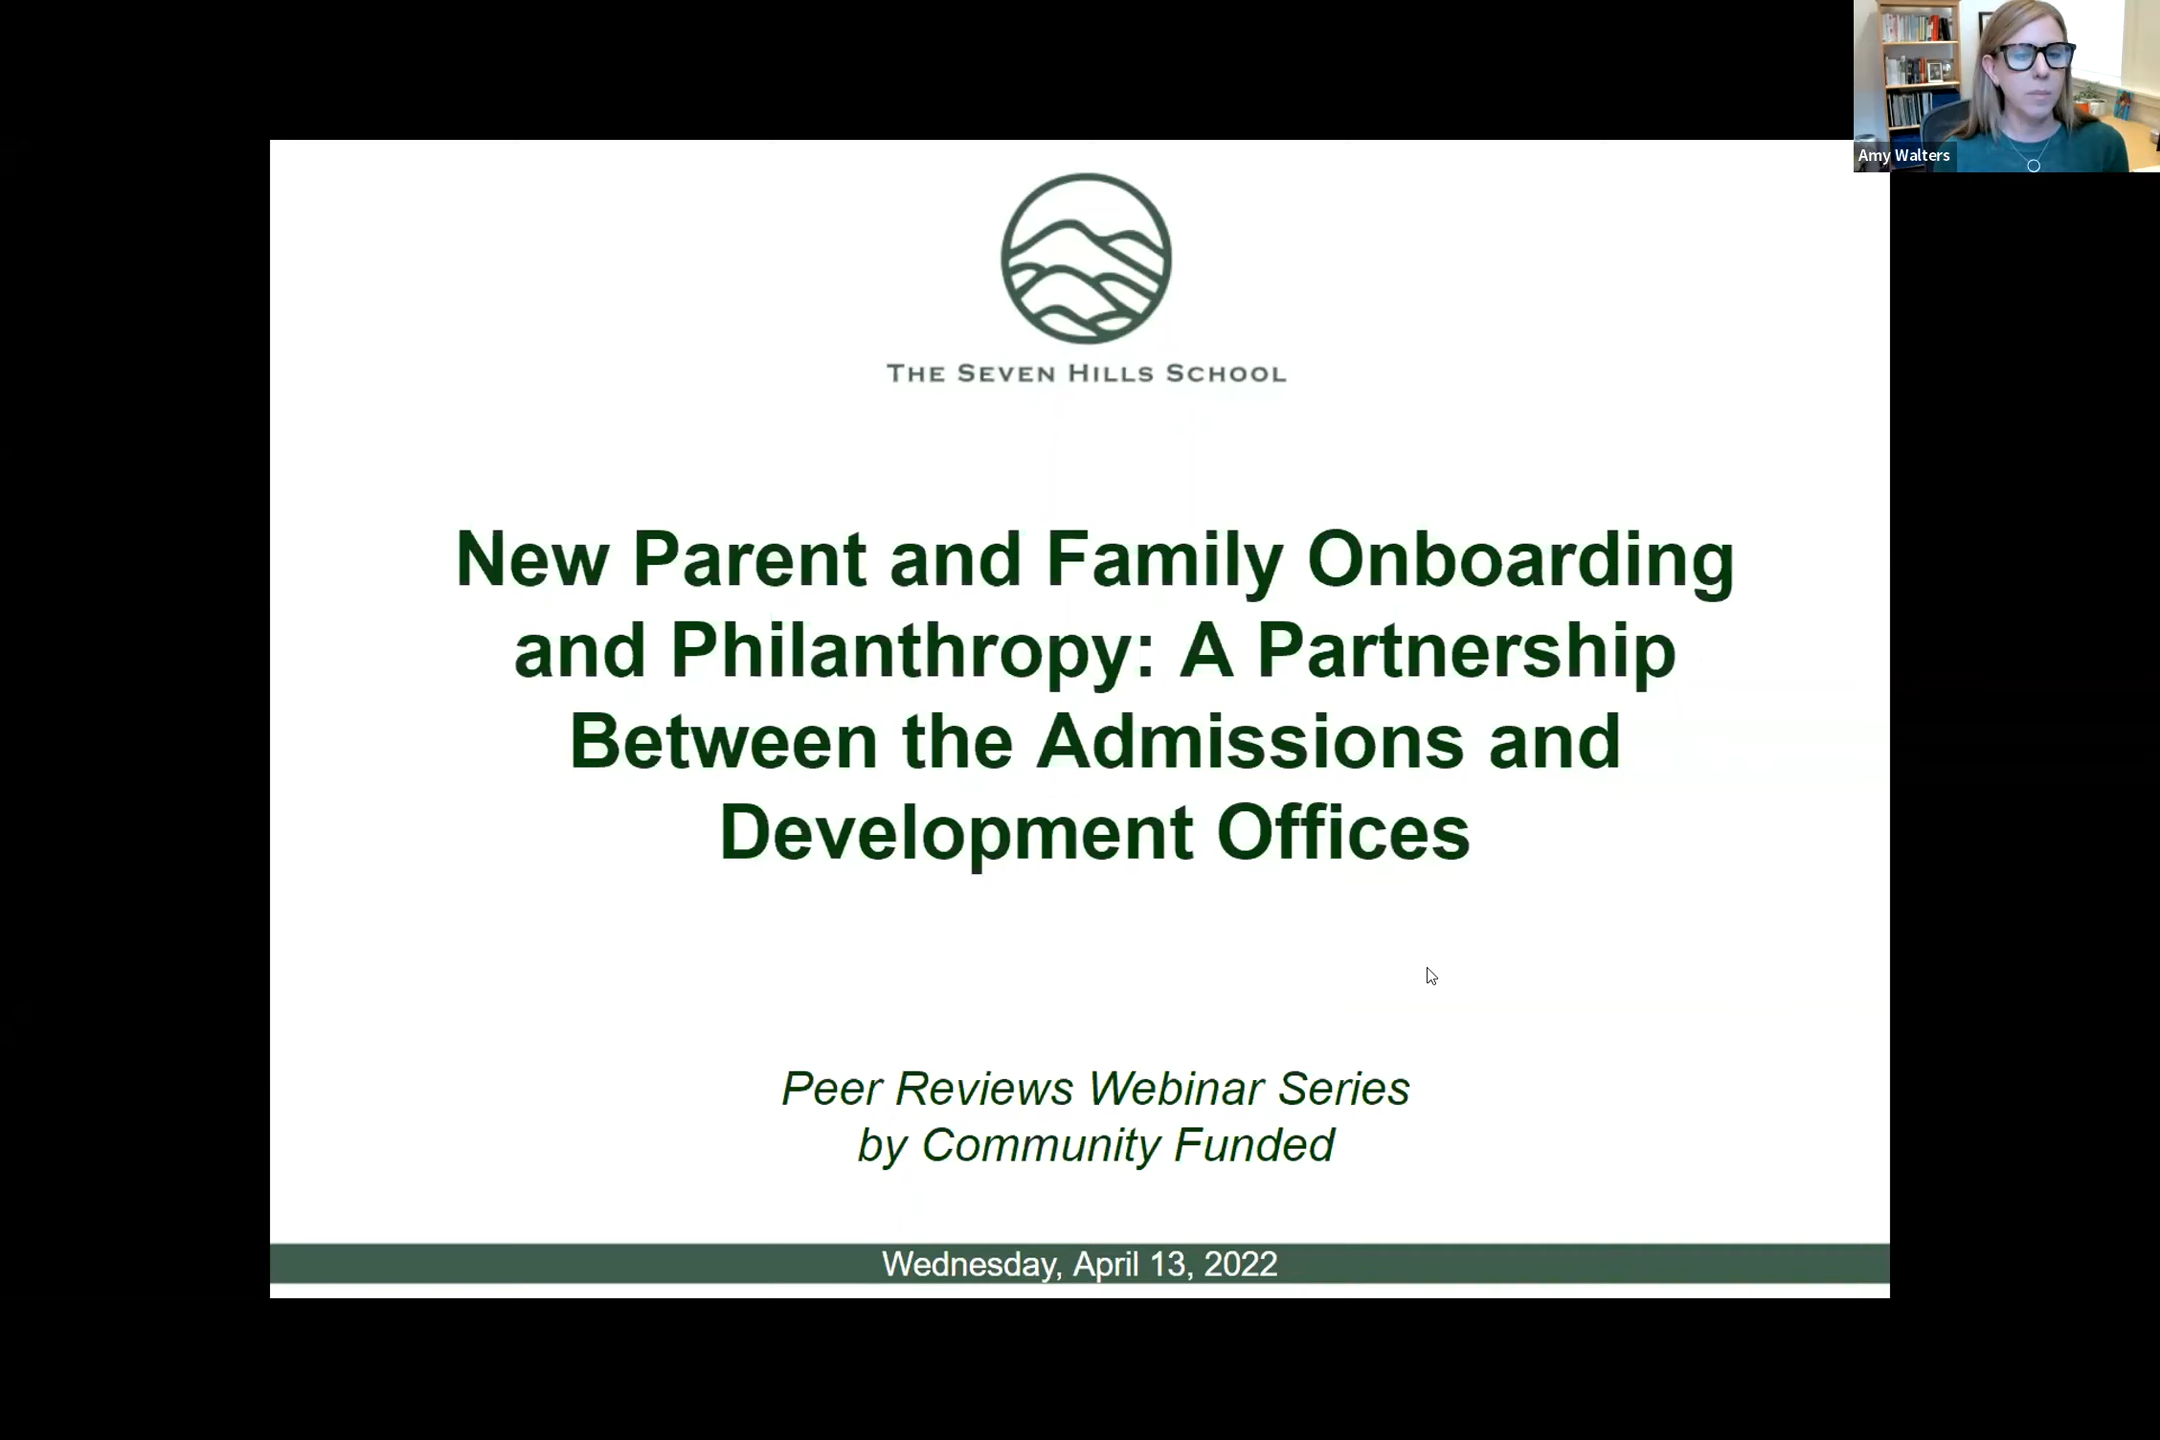 Amy Walters
THE SEVEN HILLS SCHOOL
New Parent and Family Onboarding
and Philanthropy: A Partnership
Between the Admissions and
Development Offices
Peer Reviews Webinar Series
by Community Funded
Wednesday, April 13, 2022